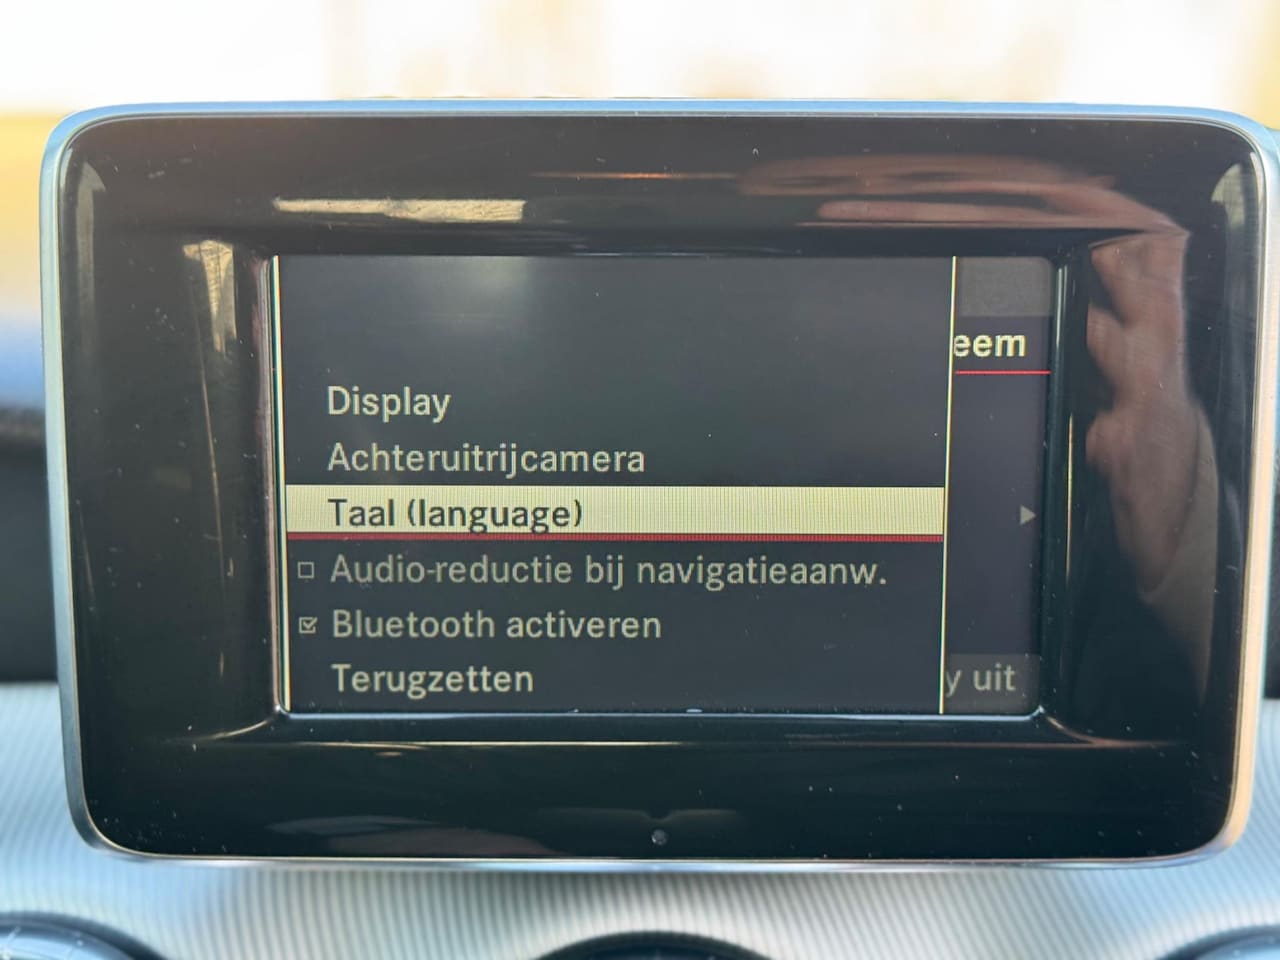 eem
Display
Achteruitrijcamera
Taal (language)
Audio-reductie bij navigatieaanw.
Bluetooth activeren
Terugzetten
y uit